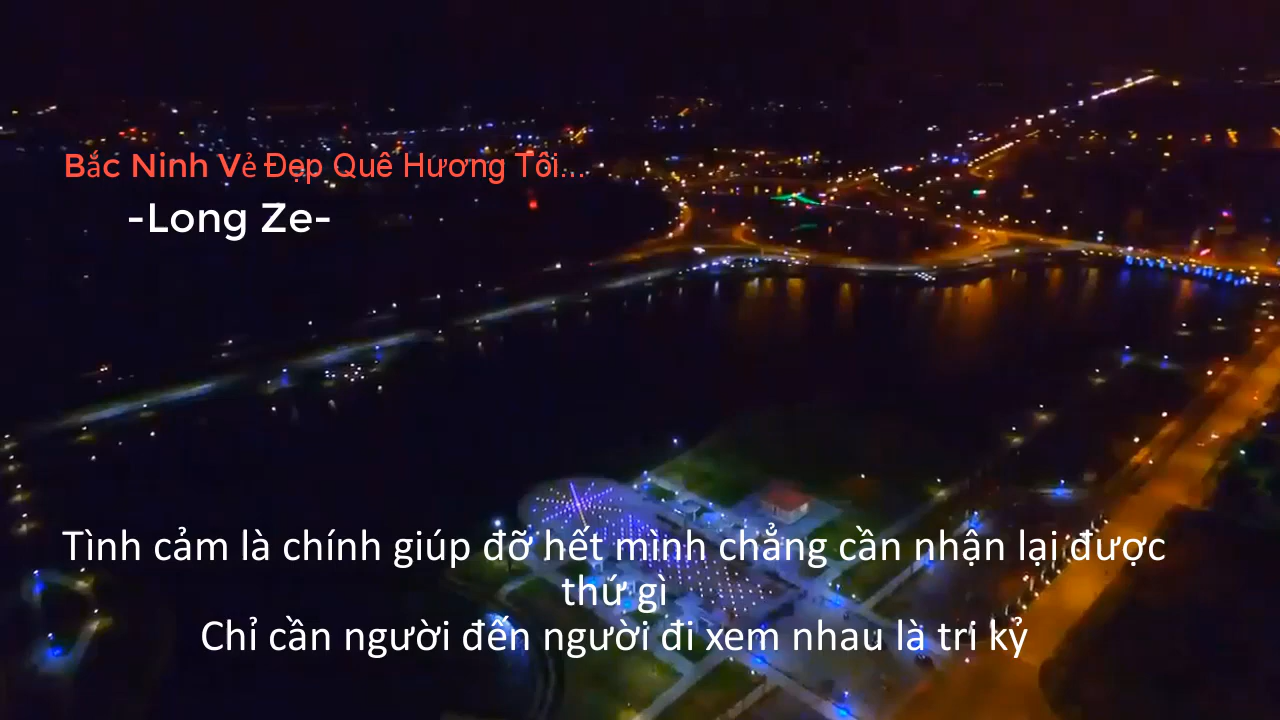 Bắc Ninh Vẻ Đẹp Quê Hương Tôi...
-Long Ze-
Tình cảm là chính giúp đỡ hết mình chẳng cần nhận lại được
thứ gì
Chỉ cần người đến người đi xem nhau là tri kỷ